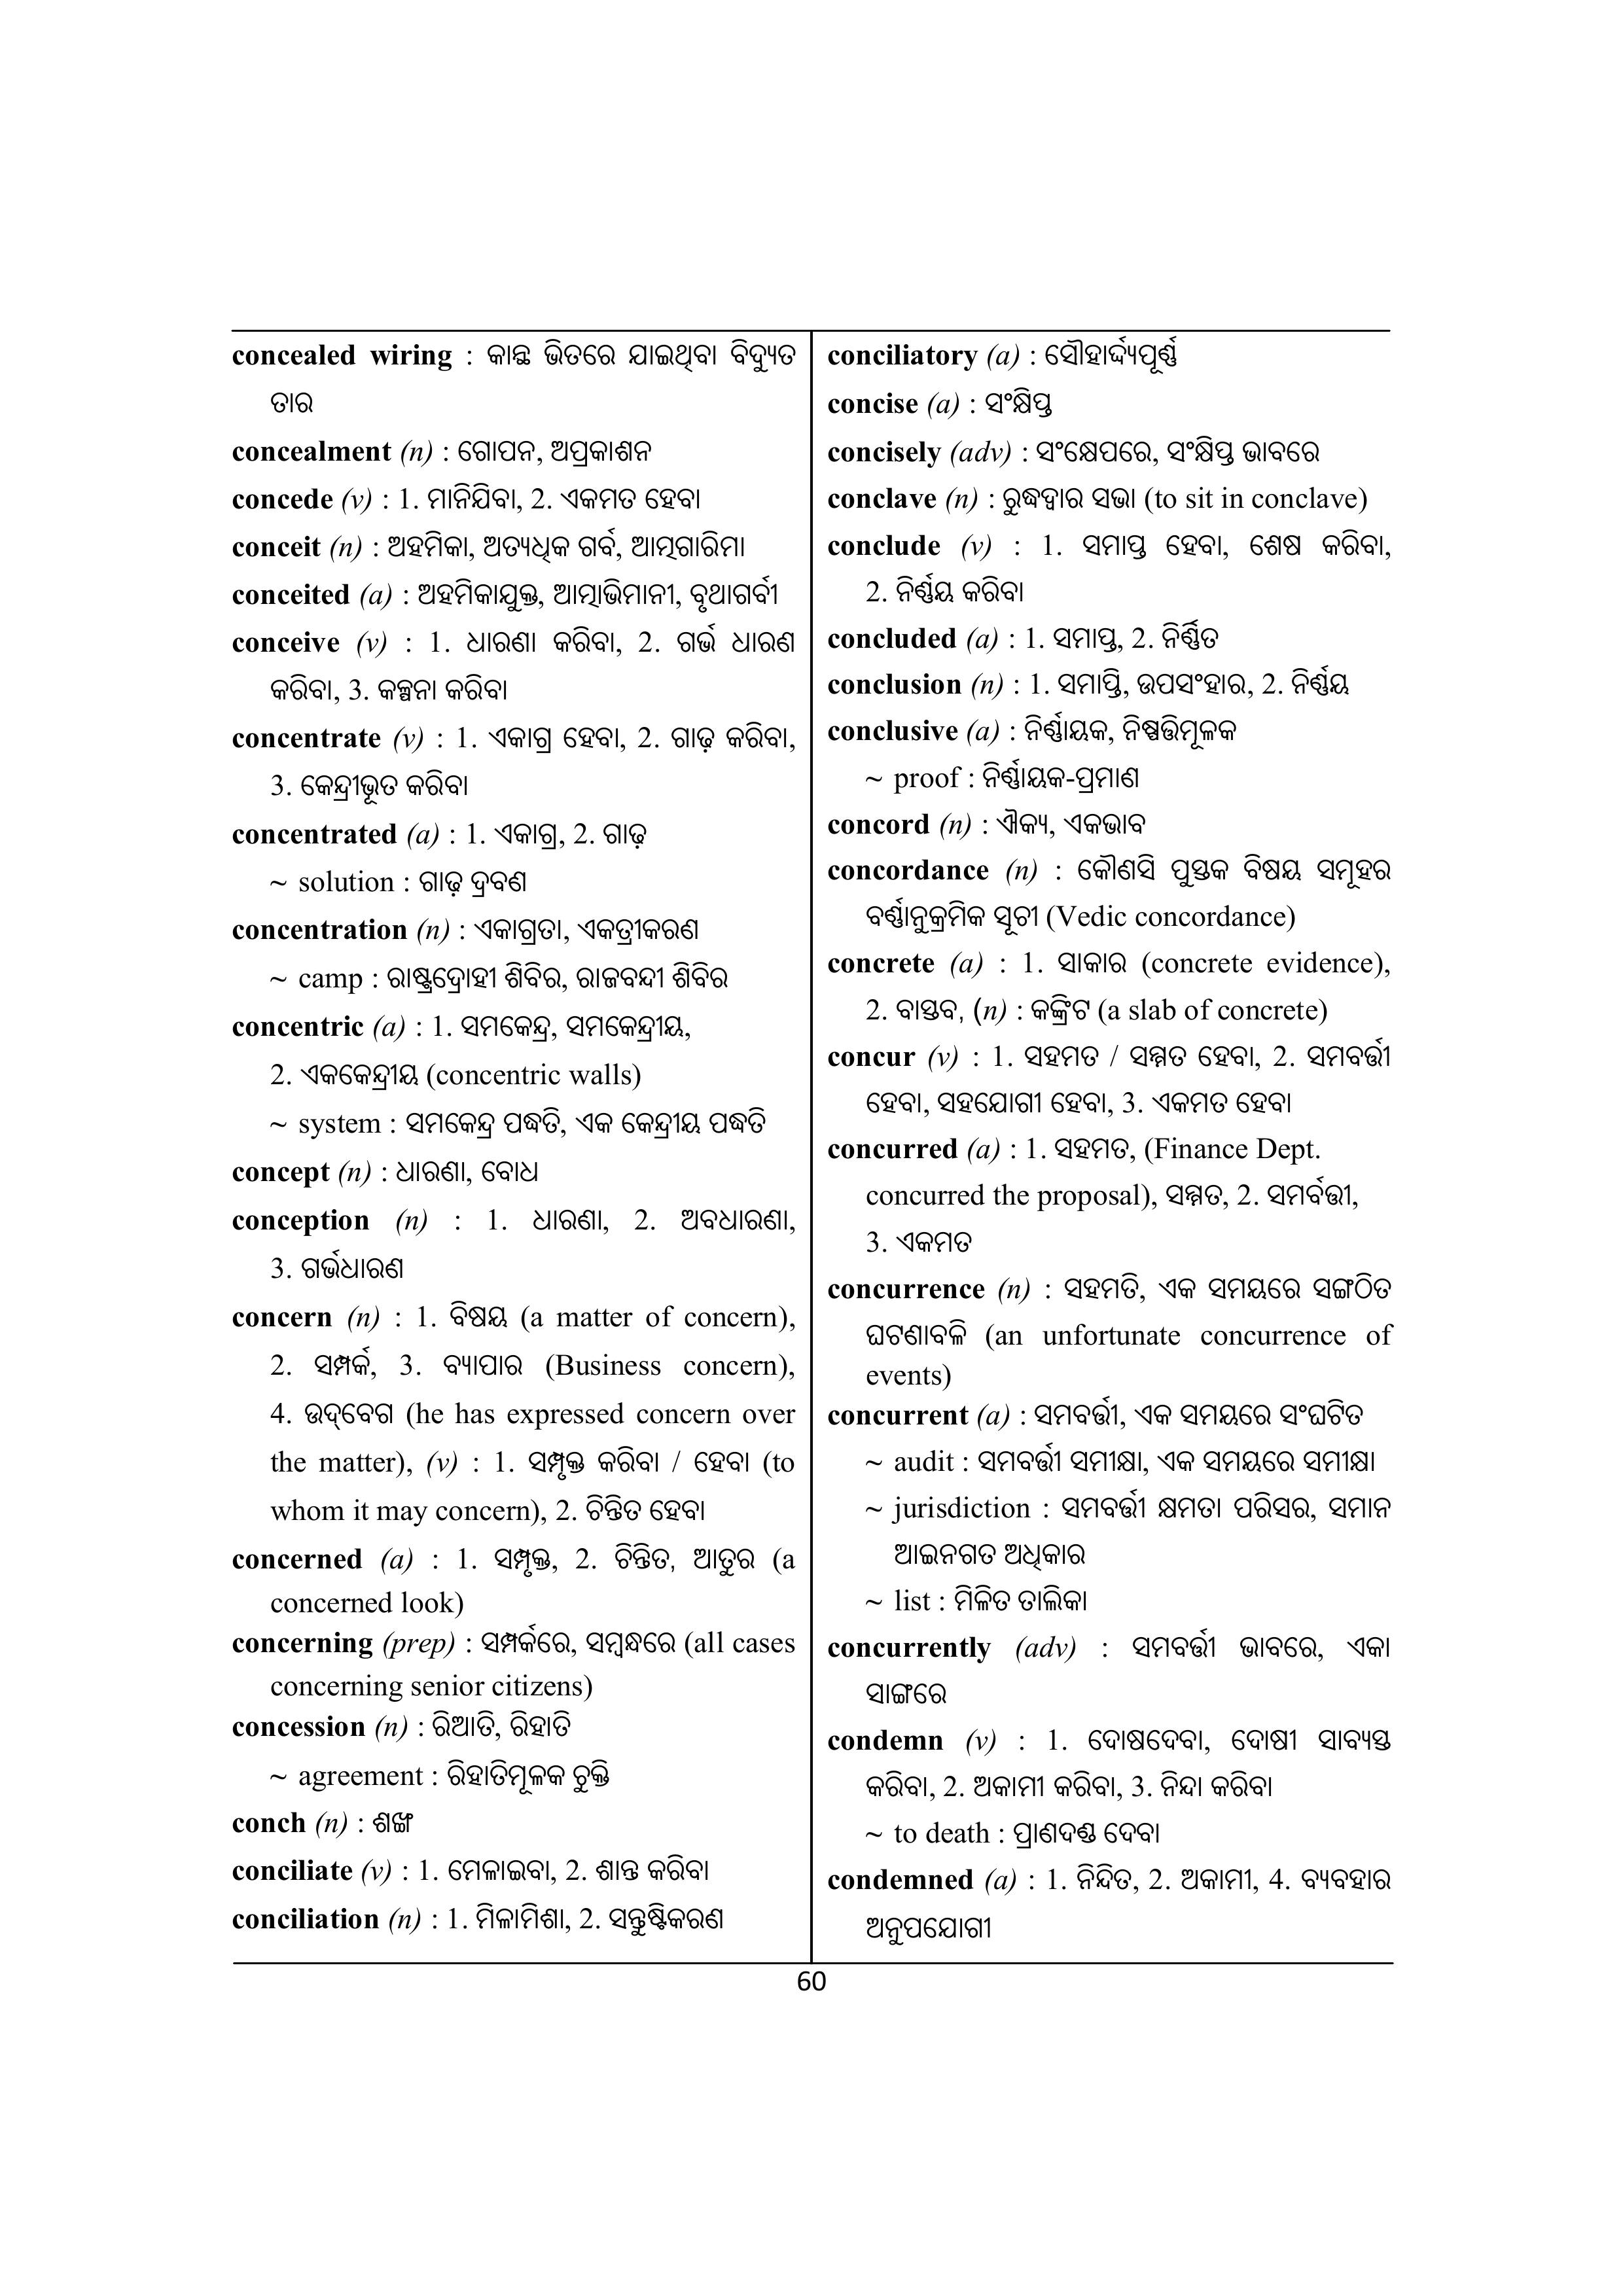 concealed wiring : କାନ୍ଥ ଭିତରେ ଯାଇଥିବା ବିଦ୍ୟୁତ
ତାର
concealment (n) : ଗୋପନ, ଅପ୍ରକାଶନ
concede (v) : 1. ମାନିଯିବା, 2. ଏକମତ ହେବା
conceit (n) : ଅହମିକା, ଅତ୍ୟଧିକ ଗର୍ବ, ଆତ୍ମଗାରିମା
conceited (a) : ଅହମିକାଯୁକ୍ତ, ଆତ୍ମାଭିମାନୀ, ବୃଥାଗର୍ବୀ
conceive (v) : 1. ଧାରଣା କରିବା, 2. ଗର୍ଭ ଧାରଣ
କରିବା, 3. କଳ୍ପନା କରିବା
concentrate (v) : 1. ଏକାଗ୍ର ହେବା, 2. ଗାଢ଼ କରିବା,
3. କେନ୍ଦ୍ରୀଭୂତ କରିବା
concentrated (a) : 1. ଏକାଗ୍ର, 2. ଗାଢ଼
~ solution : ଗାଢ଼ ଦ୍ରବଣ
concentration (n) : ଏକାଗ୍ରତା, ଏକତ୍ରୀକରଣ
~ camp : ରାଷ୍ଟ୍ରଦ୍ରୋହୀ ଶିବିର, ରାଜବନ୍ଦୀ ଶିବିର
concentric (a) : 1. ସମକେନ୍ଦ୍ର, ସମକେନ୍ଦ୍ରୀୟ,
2. ଏକକେନ୍ଦ୍ରୀୟ (concentric walls)
~ system : ସମକେନ୍ଦ୍ର ପଦ୍ଧତି, ଏକ କେନ୍ଦ୍ରୀୟ ପଦ୍ଧତି
concept (n) : ଧାରଣା, ବୋଧ
conception (n) : 1. ଧାରଣା, 2. ଅବଧାରଣା,
3. ଗର୍ଭଧାରଣ
concern (n) : 1. ବିଷୟ (a matter of concern),
2. ସମ୍ପର୍କ, 3. ବ୍ୟାପାର (Business concern),
4. ଉଦ୍‌ବେଗ (he has expressed concern over
the matter), (v) : 1. ସମ୍ପୃକ୍ତ କରିବା / ହେବା (to
whom it may concern), 2. ଚିନ୍ତିତ ହେବା
concerned (a) : 1. ସମ୍ପୃକ୍ତ, 2. ଚିନ୍ତିତ, ଆତୁର (a
concerned look)
concerning (prep) : ସମ୍ପର୍କରେ, ସମ୍ବନ୍ଧରେ (all cases
concerning senior citizens)
concession (n) : ରିଆତି, ରିହାତି
~ agreement : ରିହାତିମୂଳକ ଚୁକ୍ତି
conch (n) : ଶଙ୍ଖ
conciliate (v) : 1. ମେଳାଇବା, 2. ଶାନ୍ତ କରିବା
conciliation (n) : 1. ମିଳାମିଶା, 2. ସନ୍ତୁଷ୍ଟିକରଣ
conciliatory (a) : ସୌହାର୍ଦ୍ଦ୍ୟପୂର୍ଣ୍ଣ
concise (a) : ସଂକ୍ଷିପ୍ତ
concisely (adv) : ସଂକ୍ଷେପରେ, ସଂକ୍ଷିପ୍ତ ଭାବରେ
conclave (n) : ରୁଦ୍ଧଦ୍ୱାର ସଭା (to sit in conclave)
conclude (v) : 1. ସମାପ୍ତ ହେବା, ଶେଷ କରିବା,
2. ନିର୍ଣ୍ଣୟ କରିବା
concluded (a) : 1. ସମାପ୍ତ, 2. ନିର୍ଣ୍ଣିତ
conclusion (n) : 1. ସମାପ୍ତି, ଉପସଂହାର, 2. ନିର୍ଣ୍ଣୟ
conclusive (a) : ନିର୍ଣ୍ଣାୟକ, ନିଷ୍ପତ୍ତିମୂଳକ
~ proof : ନିର୍ଣ୍ଣାୟକ-ପ୍ରମାଣ
concord (n) : ଐକ୍ୟ, ଏକଭାବ
concordance (n) : କୌଣସି ପୁସ୍ତକ ବିଷୟ ସମୂହର
ବର୍ଣ୍ଣାନୁକ୍ରମିକ ସୂଚୀ (Vedic concordance)
concrete (a) : 1. ସାକାର (concrete evidence),
2. ବାସ୍ତବ, (n) : କଙ୍କ୍ରିଟ (a slab of concrete)
concur (v) : 1. ସହମତ / ସମ୍ମତ ହେବା, 2. ସମବର୍ତ୍ତୀ
ହେବା, ସହଯୋଗୀ ହେବା, 3. ଏକମତ ହେବା
concurred (a) : 1. ସହମତ, (Finance Dept.
concurred the proposal), ସମ୍ମତ, 2. ସମର୍ବତ୍ତୀ,
3. ଏକମତ
concurrence (n) : ସହମତି, ଏକ ସମୟରେ ସଙ୍ଗଠିତ
ଘଟଣାବଳି (an unfortunate concurrence of
events)
concurrent (a) : ସମବର୍ତ୍ତୀ, ଏକ ସମୟରେ ସଂଘଟିତ
~ audit : ସମବର୍ତ୍ତୀ ସମୀକ୍ଷା, ଏକ ସମୟରେ ସମୀକ୍ଷା
~ jurisdiction : ସମବର୍ତ୍ତୀ କ୍ଷମତା ପରିସର, ସମାନ
ଆଇନଗତ ଅଧିକାର
~ list : ମିଳିତ ତାଲିକା
concurrently (adv) : ସମବର୍ତ୍ତୀ ଭାବରେ, ଏକା
ସାଙ୍ଗରେ
condemn (v) : 1. ଦୋଷଦେବା, ଦୋଷୀ ସାବ୍ୟସ୍ତ
କରିବା, 2. ଅକାମୀ କରିବା, 3. ନିନ୍ଦା କରିବା
~ to death : ପ୍ରାଣଦଣ୍ଡ ଦେବା
condemned (a) : 1. ନିନ୍ଦିତ, 2. ଅକାମୀ, 4. ବ୍ୟବହାର
ଅନୁପଯୋଗୀ
60